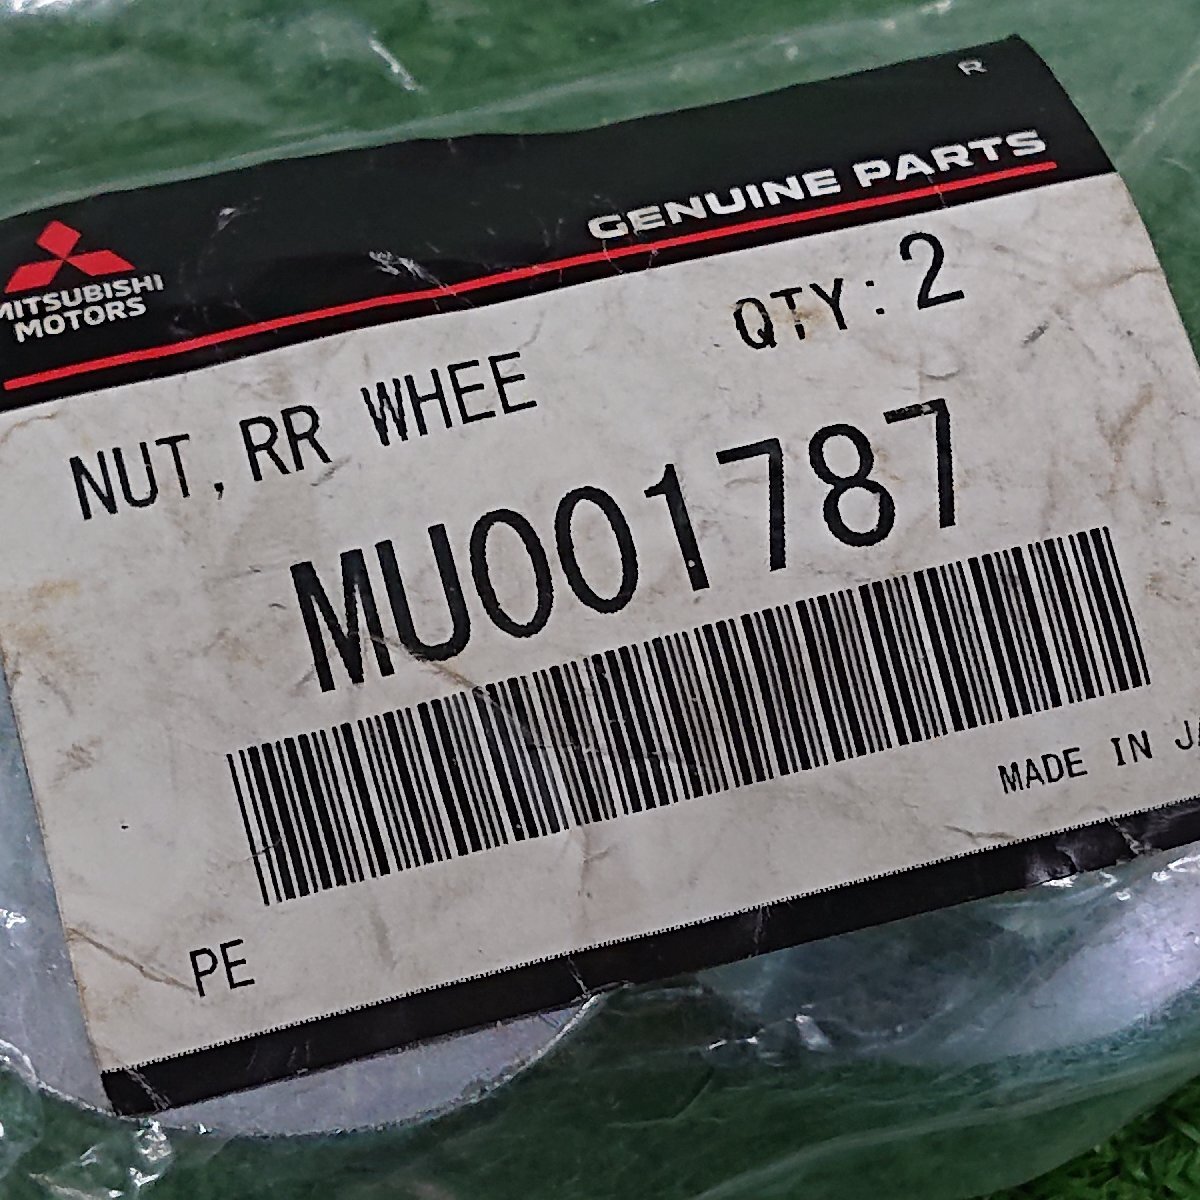 R
GENUINE PARTS
MITSUBISHI
MOTORS
QTY: 2
NUT, RR WHEE
MU001787
MADE IN JA
PE